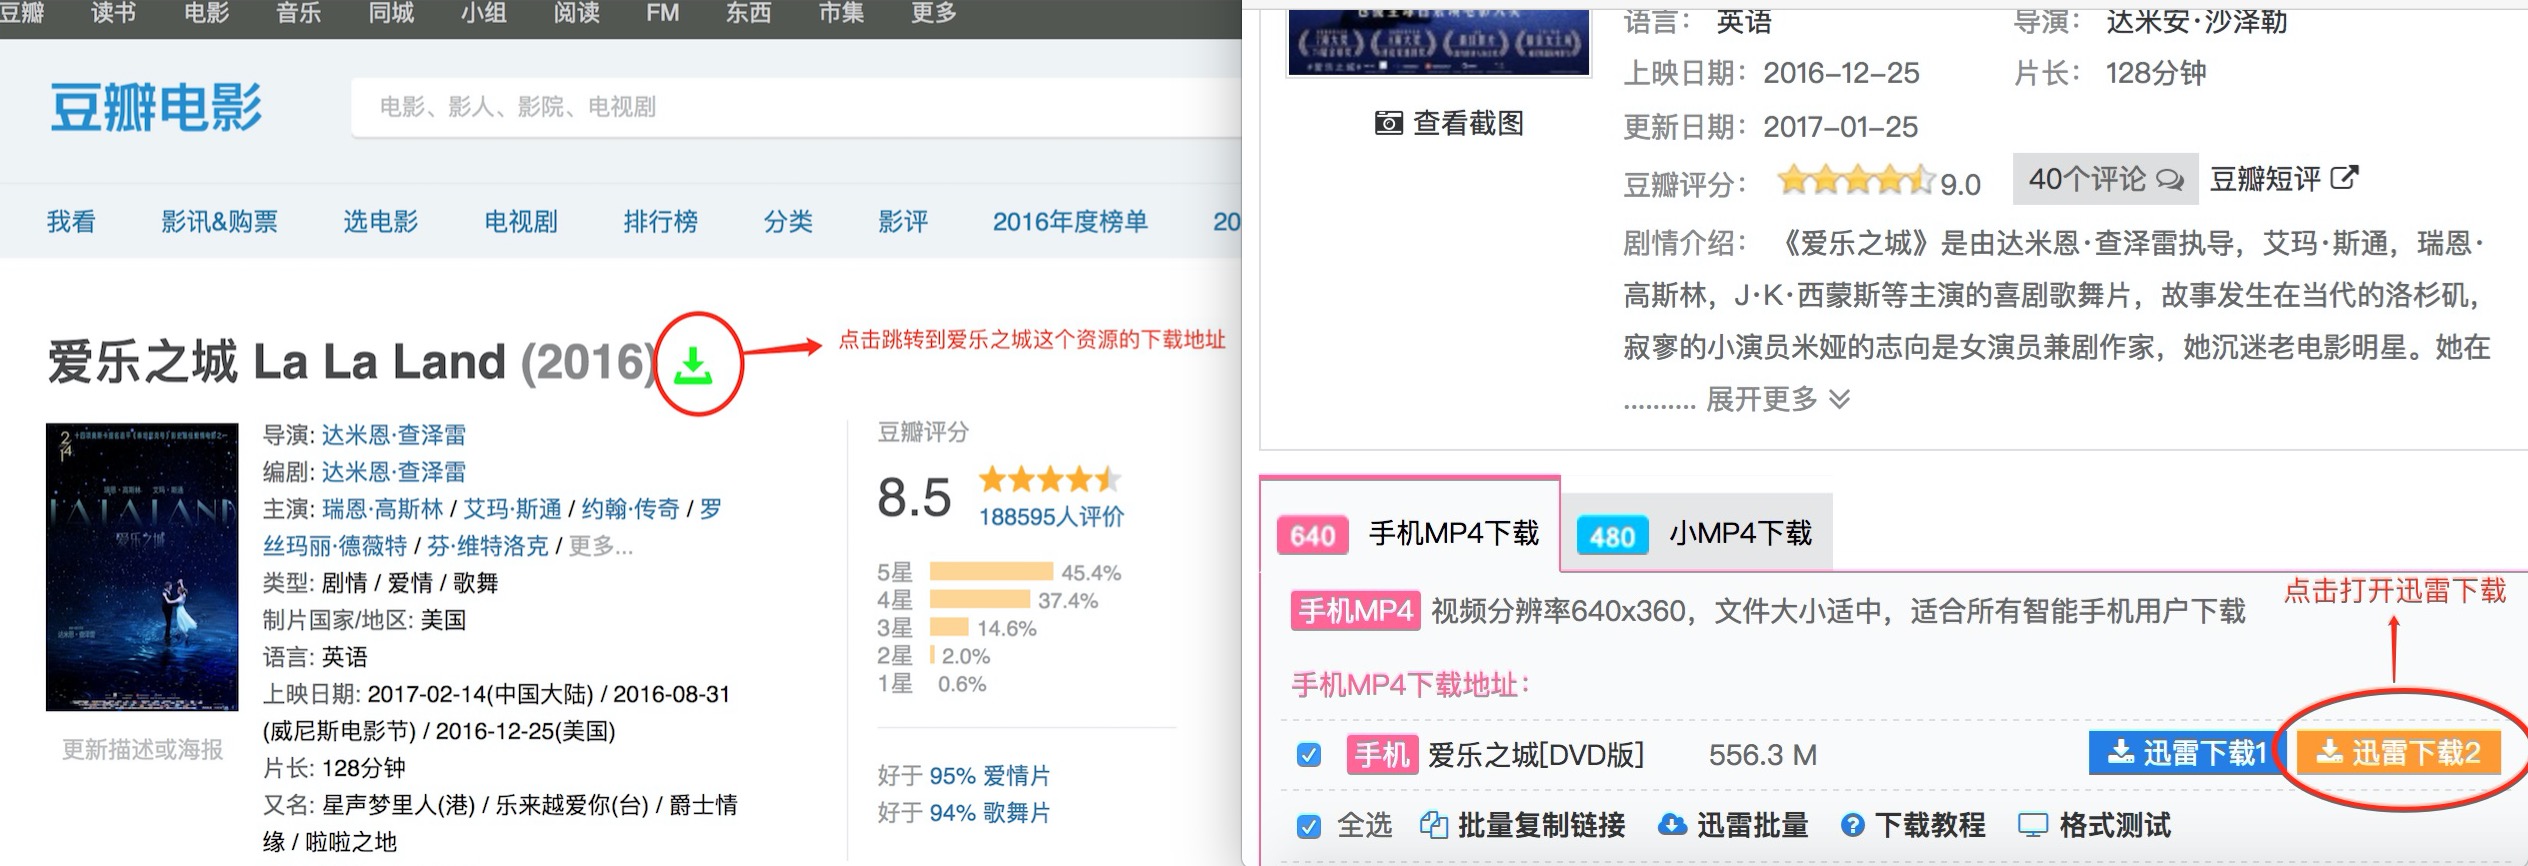 豆瓣 读书 电影 音乐 同城 小组 阅读 FM 东西 市集 更多
豆瓣电影
电影、影人、影院、电视剧
我看 影讯&购票 选电影 电视剧 排行榜 分类 影评 2016年度榜单 20
爱乐之城 La La Land (2016)
点击跳转到爱乐之城这个资源的下载地址
LA LA LAND
爱乐之城
更新描述或海报
导演: 达米恩·查泽雷
编剧: 达米恩·查泽雷
主演: 瑞恩·高斯林 / 艾玛·斯通 / 约翰·传奇 / 罗
丝玛丽·德薇特 / 芬·维特洛克 / 更多...
类型: 剧情 / 爱情 / 歌舞
制片国家/地区: 美国
语言: 英语
上映日期: 2017-02-14(中国大陆) / 2016-08-31
(威尼斯电影节) / 2016-12-25(美国)
片长: 128分钟
又名: 星声梦里人(港) / 乐来越爱你(台) / 爵士情
缘 / 啦啦之地
豆瓣评分
8.5
188595人评价
5星 45.4%
4星 37.4%
3星 14.6%
2星 2.0%
1星 0.6%
好于 95% 爱情片
好于 94% 歌舞片
查看截图
语言： 英语 导演： 达米安·沙泽勒
上映日期： 2016-12-25 片长： 128分钟
更新日期： 2017-01-25
豆瓣评分： 9.0 40个评论 豆瓣短评
剧情介绍： 《爱乐之城》是由达米恩·查泽雷执导，艾玛·斯通，瑞恩·
高斯林，J·K·西蒙斯等主演的喜剧歌舞片，故事发生在当代的洛杉矶，
寂寥的小演员米娅的志向是女演员兼剧作家，她沉迷老电影明星。她在
.......... 展开更多
640 手机MP4下载 480 小MP4下载
点击打开迅雷下载
手机MP4 视频分辨率640x360，文件大小适中，适合所有智能手机用户下载
手机MP4下载地址：
手机 爱乐之城[DVD版] 556.3 M 迅雷下载1 迅雷下载2
全选 批量复制链接 迅雷批量 下载教程 格式测试